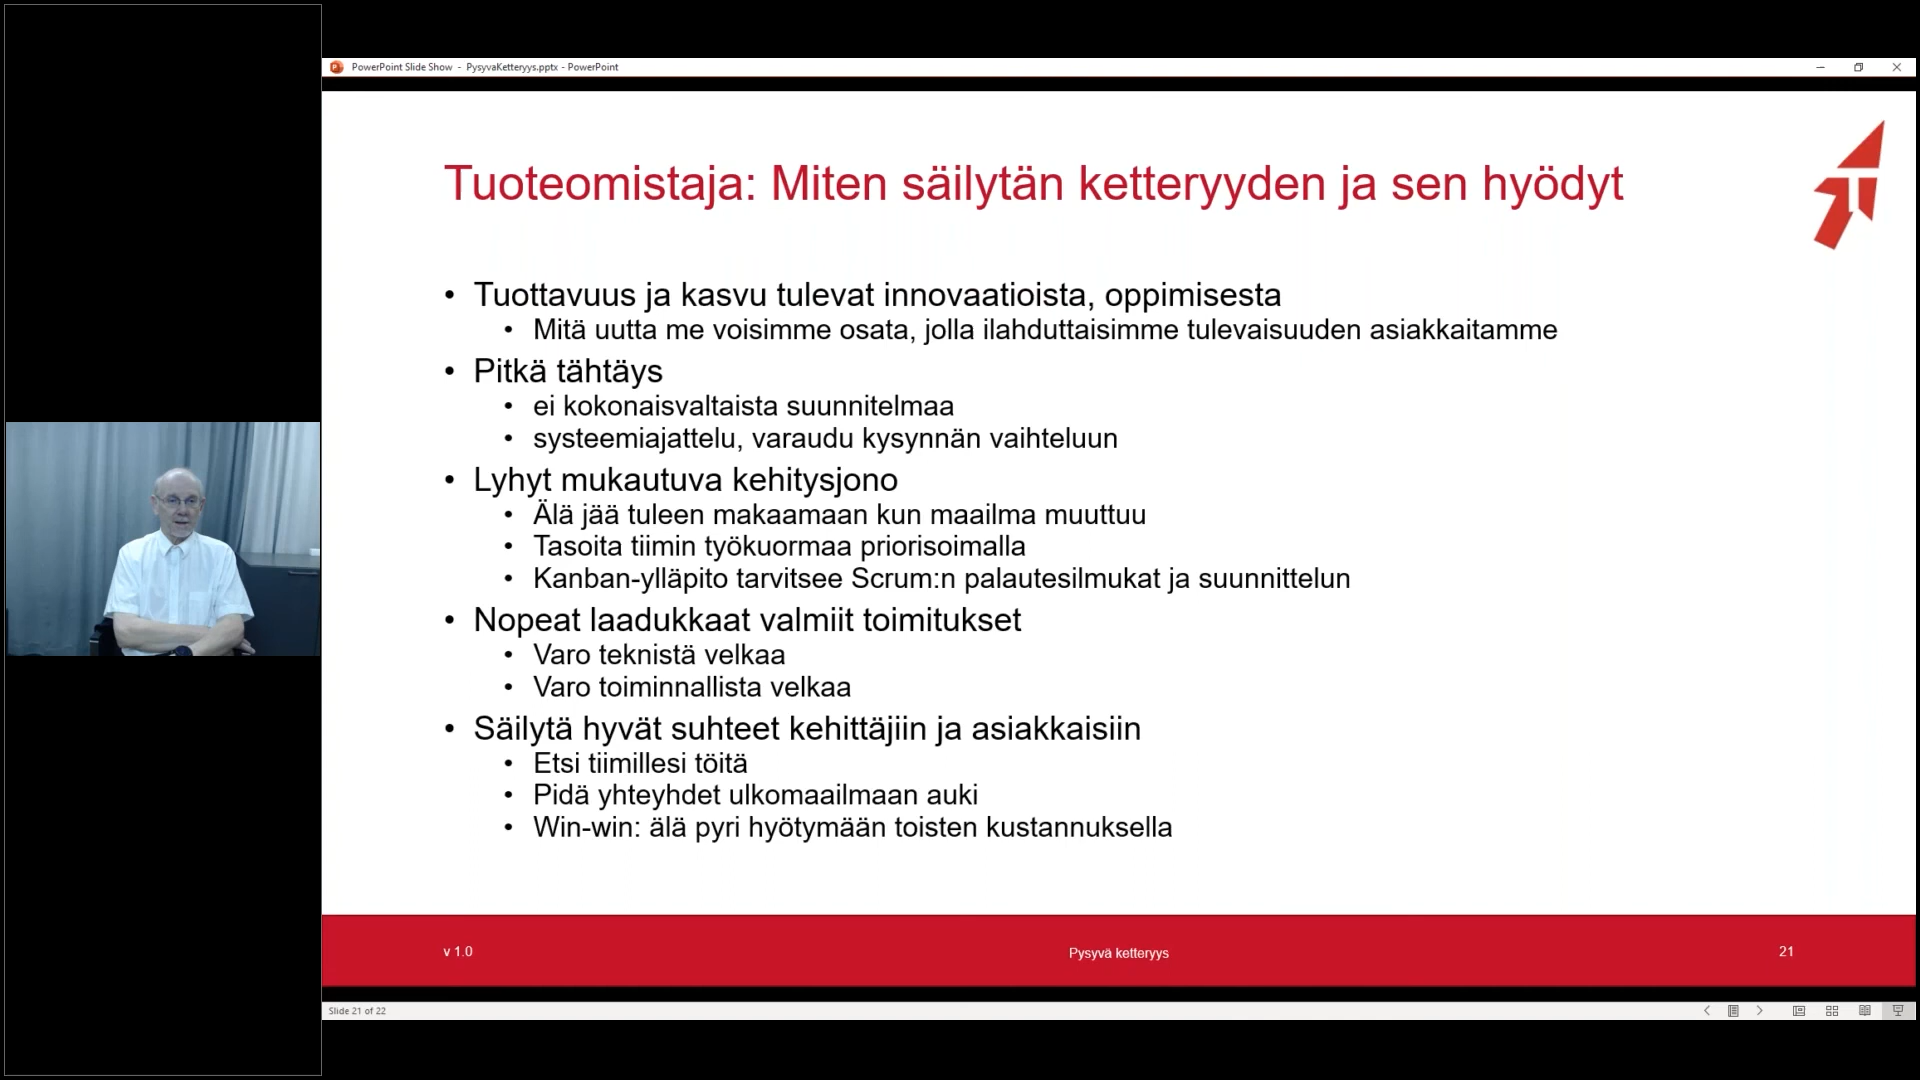 PowerPoint Slide Show - PysyvaKetteryys.pptx - PowerPoint
Tuoteomistaja: Miten säilytän ketteryyden ja sen hyödyt
• Tuottavuus ja kasvu tulevat innovaatioista, oppimisesta
• Mitä uutta me voisimme osata, jolla ilahduttaisimme tulevaisuuden asiakkaitamme
• Pitkä tähtäys
• ei kokonaisvaltaista suunnitelmaa
• systeemiajattelu, varaudu kysynnän vaihteluun
• Lyhyt mukautuva kehitysjono
• Älä jää tuleen makaamaan kun maailma muuttuu
• Tasoita tiimin työkuormaa priorisoimalla
• Kanban-ylläpito tarvitsee Scrum:n palautesilmukat ja suunnittelun
• Nopeat laadukkaat valmiit toimitukset
• Varo teknistä velkaa
• Varo toiminnallista velkaa
• Säilytä hyvät suhteet kehittäjiin ja asiakkaisiin
• Etsi tiimillesi töitä
• Pidä yhteyhdet ulkomaailmaan auki
• Win-win: älä pyri hyötymään toisten kustannuksella
v 1.0
Pysyvä ketteryys
21
Slide 21 of 22